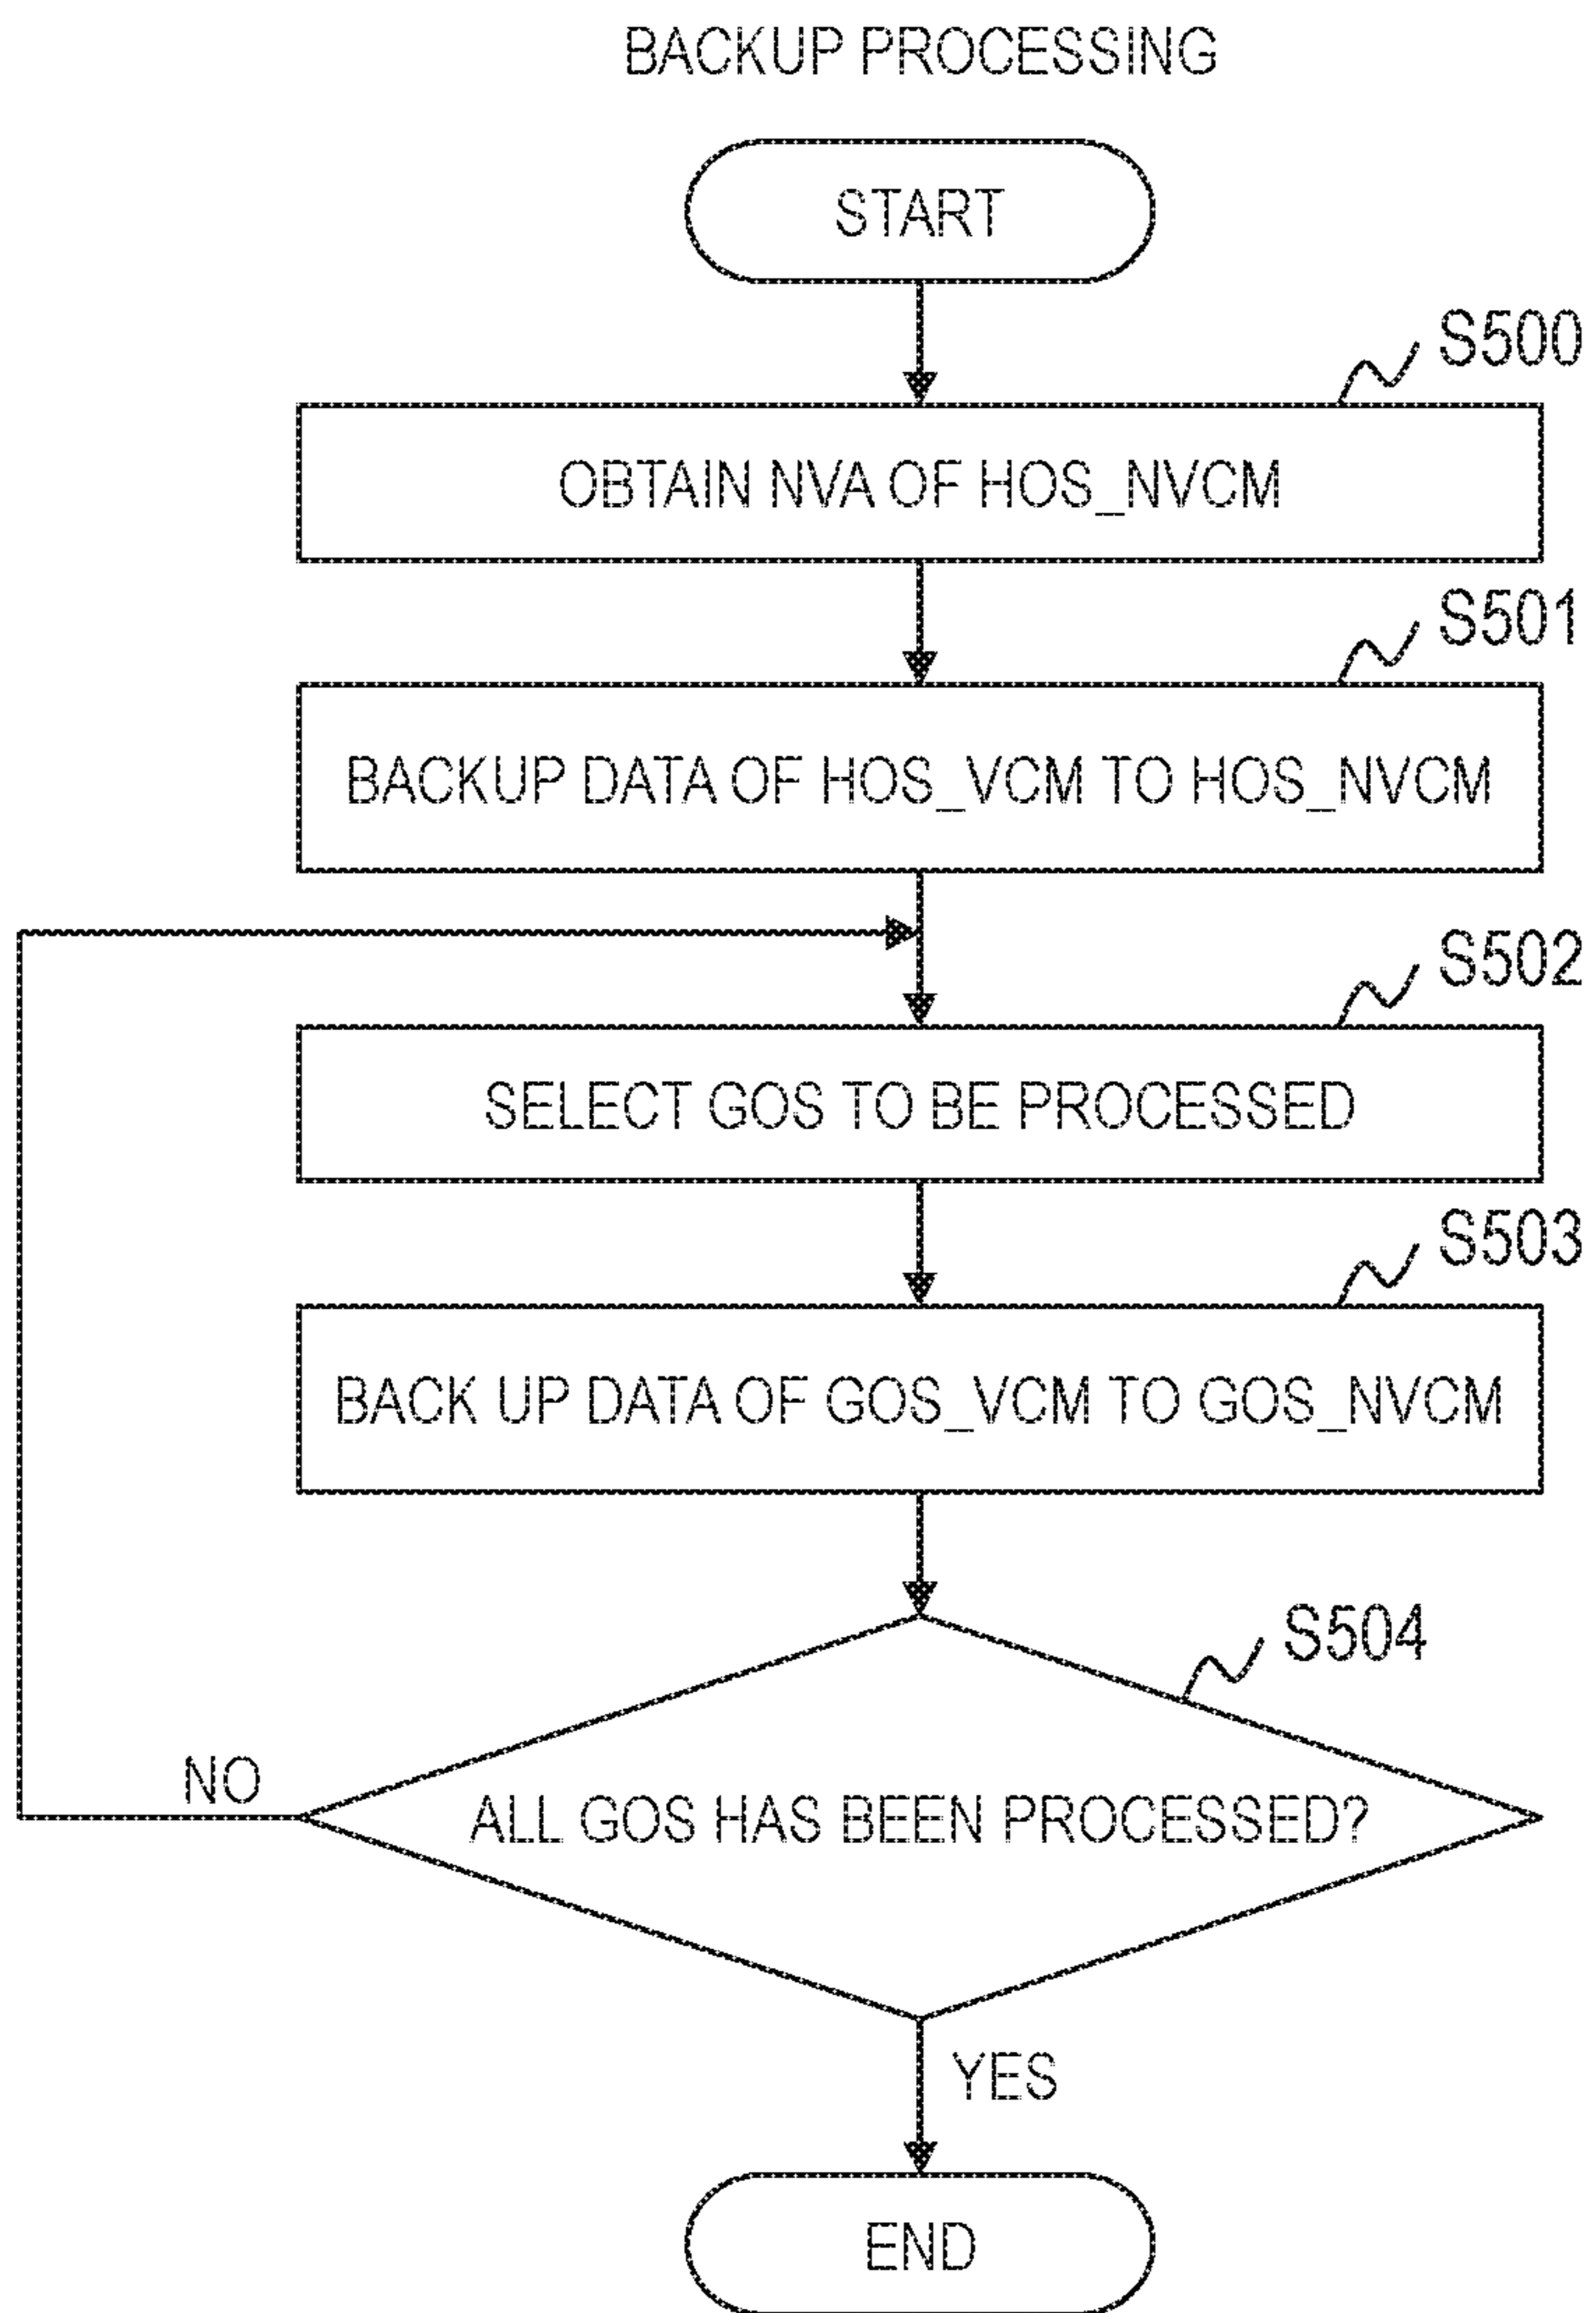 BACKUP PROCESSING
START
S500
OBTAIN NVA OF HOS_NVCM
S501
BACKUP DATA OF HOS_VCM TO HOS_NVCM
S502
SELECT GOS TO BE PROCESSED
S503
BACK UP DATA OF GOS_VCM TO GOS_NVCM
S504
NO
ALL GOS HAS BEEN PROCESSED?
YES
END